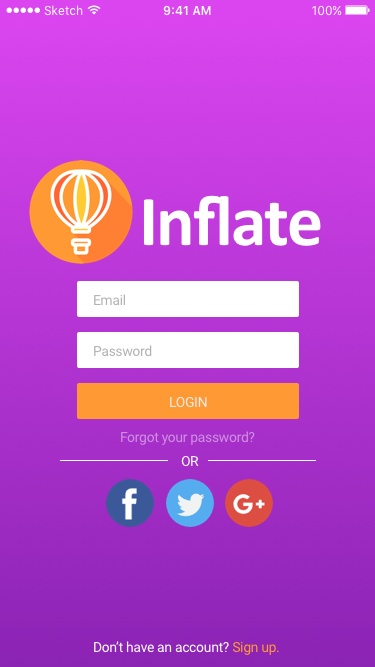 Sketch 9:41 AM 100%
Inflate
Email
Password
LOGIN
Forgot your password?
OR
f G+
Don't have an account? Sign up.